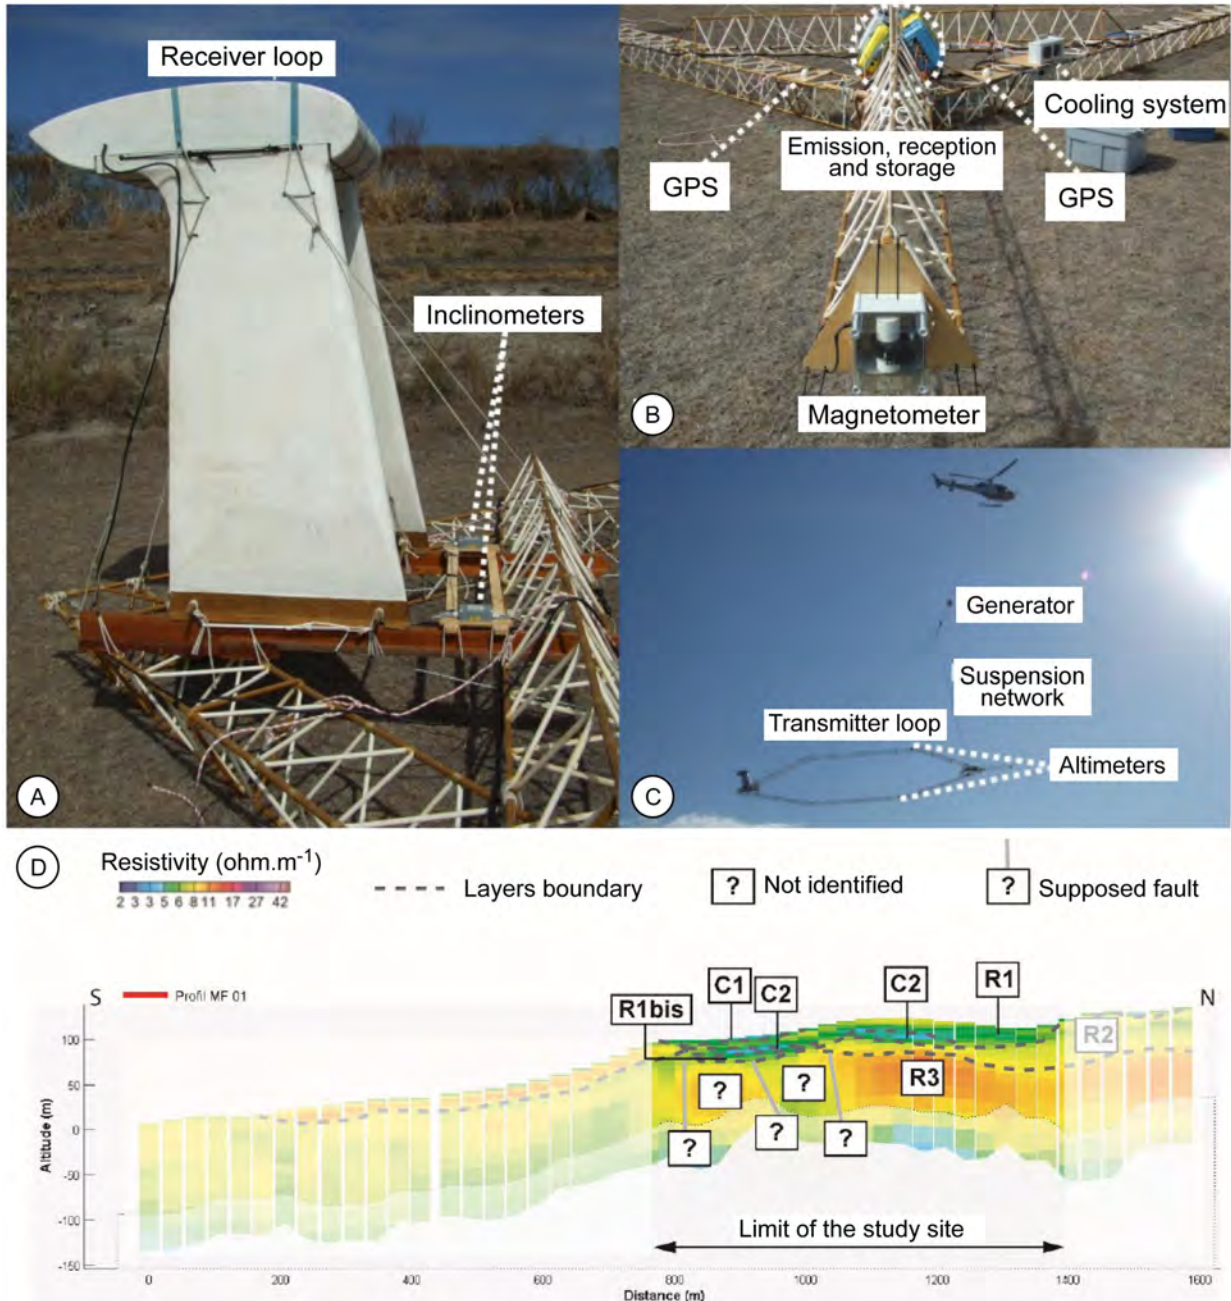 Receiver loop
Inclinometers
A
PC
Emission, reception
and storage
Cooling system
GPS
GPS
Magnetometer
B
Generator
Suspension
network
Transmitter loop
Altimeters
C
D
Resistivity (ohm.m-1)
2 3 3 5 6 8 11 17 27 42
Layers boundary
? Not identified
? Supposed fault
S
Profil MF 01
N
R1bis
C1
C2
C2
R1
R2
R3
?
?
?
?
?
Altitude (m)
100
50
0
-50
-100
-150
Limit of the study site
0 200 400 600 800 1000 1200 1400 1600
Distance (m)